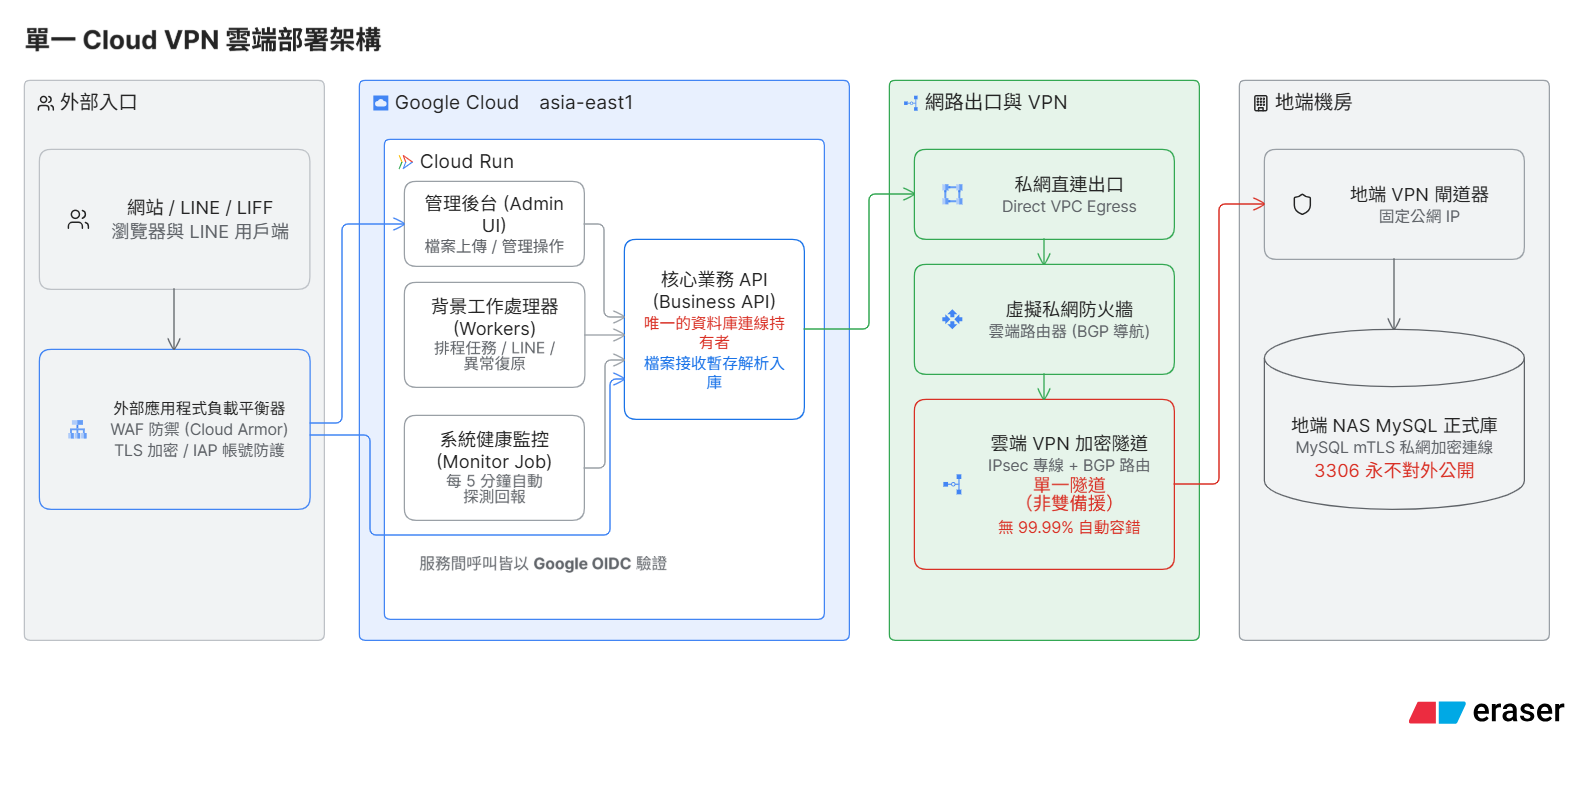 單一 Cloud VPN 雲端部署架構
外部入口
網站 / LINE / LIFF
瀏覽器與 LINE 用戶端
外部應用程式負載平衡器
WAF 防禦 (Cloud Armor)
TLS 加密 / IAP 帳號防護
Google Cloud asia-east1
Cloud Run
管理後台 (Admin
UI)
檔案上傳 / 管理操作
背景工作處理器
(Workers)
排程任務 / LINE /
異常復原
系統健康監控
(Monitor Job)
每 5 分鐘自動
探測回報
核心業務 API
(Business API)
唯一的資料庫連線持
有者
檔案接收暫存解析入
庫
服務間呼叫皆以 Google OIDC 驗證
網路出口與 VPN
私網直連出口
Direct VPC Egress
虛擬私網防火牆
雲端路由器 (BGP 導航)
雲端 VPN 加密隧道
IPsec 專線 + BGP 路由
單一隧道
（非雙備援）
無 99.99% 自動容錯
地端機房
地端 VPN 閘道器
固定公網 IP
地端 NAS MySQL 正式庫
MySQL mTLS 私網加密連線
3306 永不對外公開
eraser